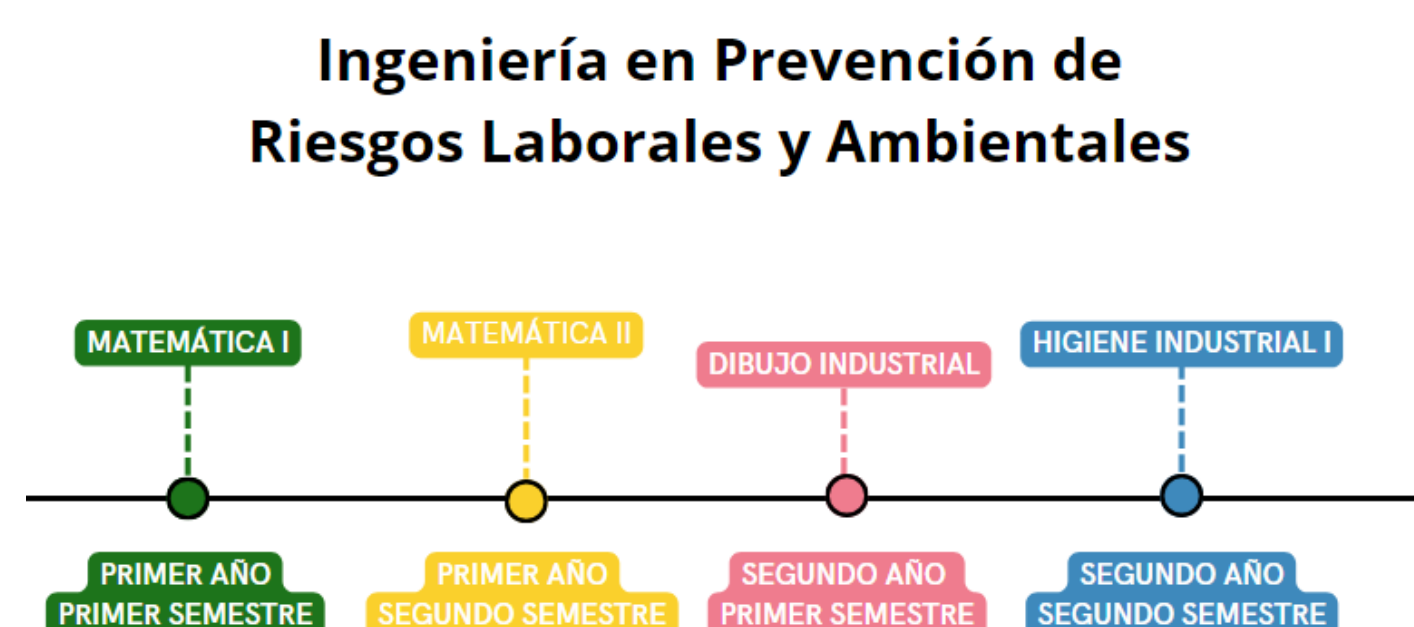 Ingeniería en Prevención de
Riesgos Laborales y Ambientales
MATEMÁTICA I
MATEMÁTICA II
DIBUJO INDUSTRIAL
HIGIENE INDUSTRIAL I
PRIMER AÑO
PRIMER SEMESTRE
PRIMER AÑO
SEGUNDO SEMESTRE
SEGUNDO AÑO
PRIMER SEMESTRE
SEGUNDO AÑO
SEGUNDO SEMESTRE